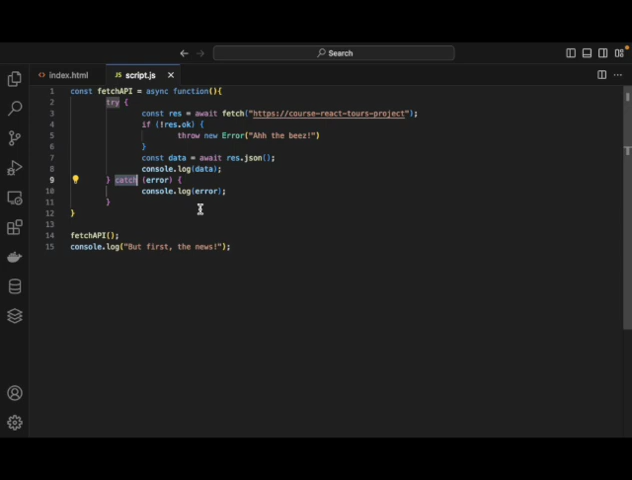 Search
index.html
JS script.js
1 const fetchAPI = async function(){
2 try {
3 const res = await fetch("https://course-react-tours-project");
4 if (!res.ok) {
5 throw new Error("Ahh the beez!")
6 }
7 const data = await res.json();
8 console.log(data);
9 } catch (error) {
10 console.log(error);
11 }
12 }
13
14 fetchAPI();
15 console.log("But first, the news!");